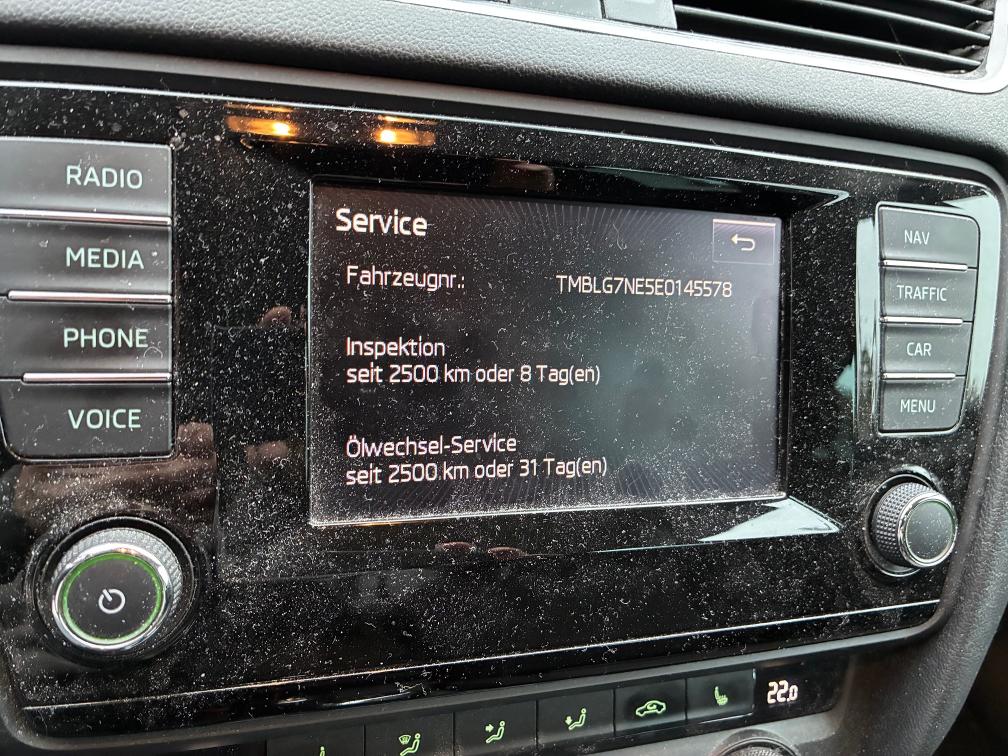 RADIO
MEDIA
PHONE
VOICE
Service
Fahrzeugnr.: TMBLG7NE5E0145578
Inspektion
seit 2500 km oder 8 Tag(en)
Ölwechsel-Service
seit 2500 km oder 31 Tag(en)
NAV
TRAFFIC
CAR
MENU
22.0